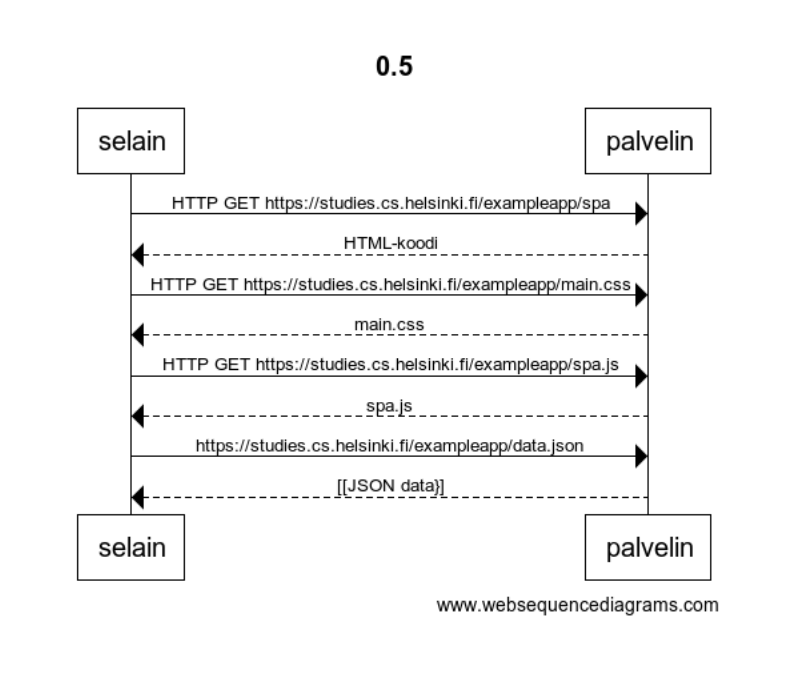 0.5
selain palvelin
HTTP GET https://studies.cs.helsinki.fi/exampleapp/spa
HTML-koodi
HTTP GET https://studies.cs.helsinki.fi/exampleapp/main.css
main.css
HTTP GET https://studies.cs.helsinki.fi/exampleapp/spa.js
spa.js
https://studies.cs.helsinki.fi/exampleapp/data.json
[[JSON data}]
selain palvelin
www.websequencediagrams.com